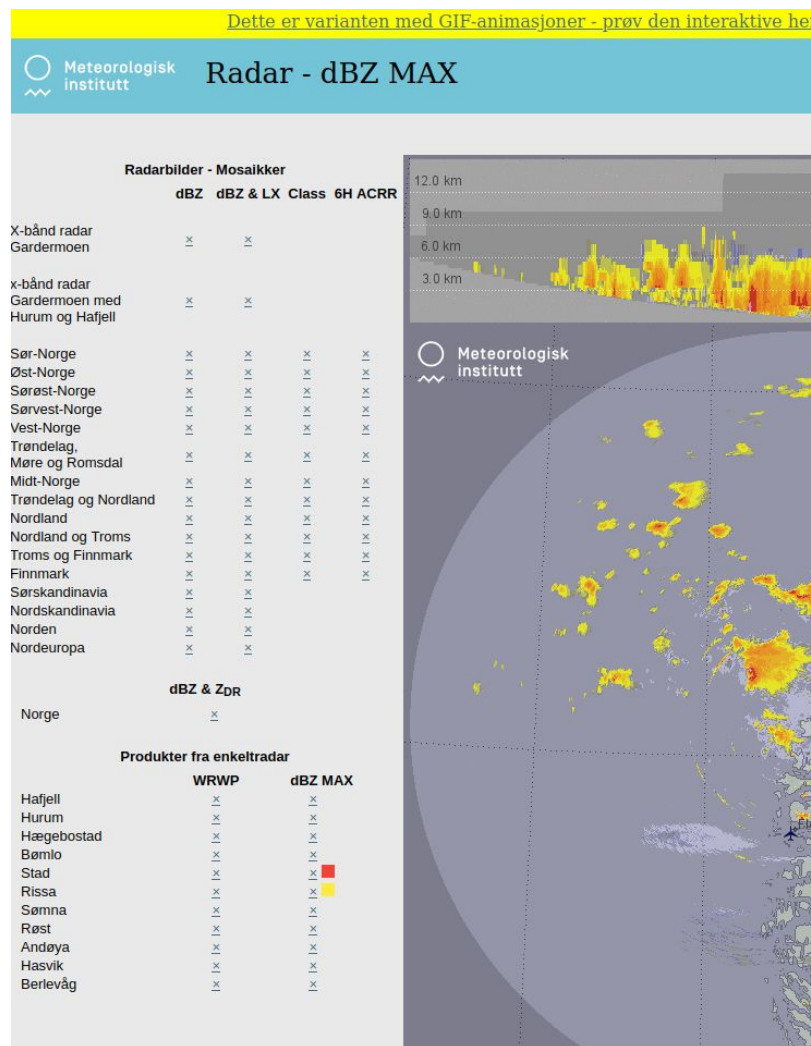 Dette er varianten med GIF-animasjoner - prøv den interaktive
Meteorologisk
institutt
Radar - dBZ MAX
Radarbilder - Mosaikker
dBZ dBZ & LX Class 6H ACRR
X-bånd radar
Gardermoen × ×
x-bånd radar
Gardermoen med
Hurum og Hafjell × ×
Sør-Norge × × × ×
Øst-Norge × × × ×
Sørøst-Norge × × × ×
Sørvest-Norge × × × ×
Vest-Norge × × × ×
Trøndelag,
Møre og Romsdal × × × ×
Midt-Norge × × × ×
Trøndelag og Nordland × × × ×
Nordland × × × ×
Nordland og Troms × × × ×
Troms og Finnmark × × × ×
Finnmark × × × ×
Sørskandinavia × ×
Nordskandinavia × ×
Norden × ×
Nordeuropa × ×
dBZ & ZDR
Norge ×
Produkter fra enkeltradar
WRWP dBZ MAX
Hafjell × ×
Hurum × ×
Hægebostad × ×
Bømlo × ×
Stad × ×
Rissa × ×
Sømna × ×
Røst × ×
Andøya × ×
Hasvik × ×
Berlevåg × ×
12.0 km
9.0 km
6.0 km
3.0 km
Meteorologisk
institutt